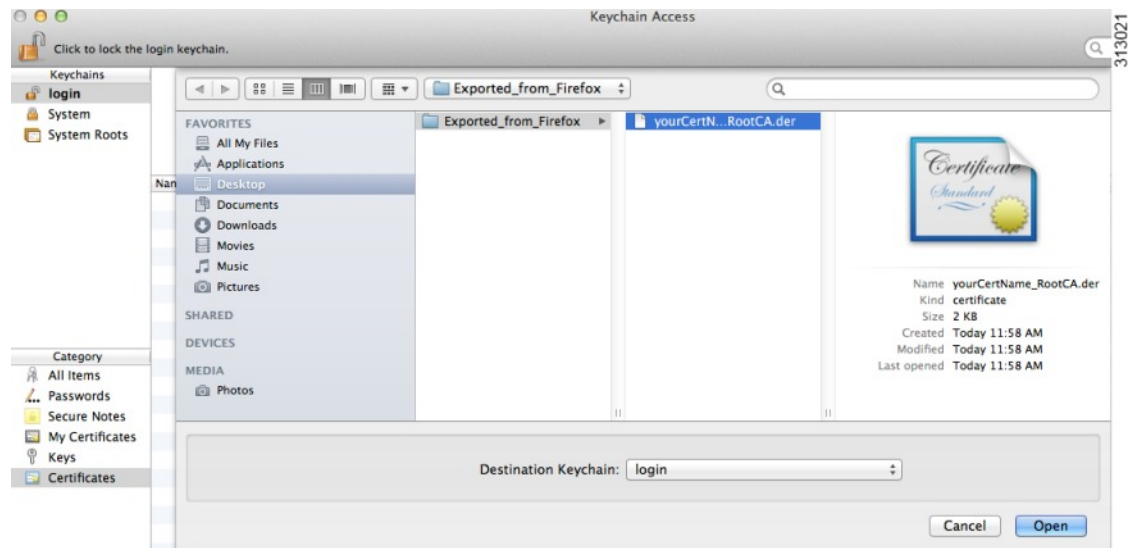 Keychain Access
313021
Click to lock the login keychain.
Keychains
login
System
System Roots
Nan
Exported_from_Firefox
FAVORITES
All My Files
Applications
Desktop
Documents
Downloads
Movies
Music
Pictures
SHARED
DEVICES
MEDIA
Photos
Exported_from_Firefox
yourCertN...RootCA.der
Certificate
Standard
Name yourCertName_RootCA.der
Kind certificate
Size 2 KB
Created Today 11:58 AM
Modified Today 11:58 AM
Last opened Today 11:58 AM
Category
All Items
Passwords
Secure Notes
My Certificates
Keys
Certificates
Destination Keychain: login
Cancel Open